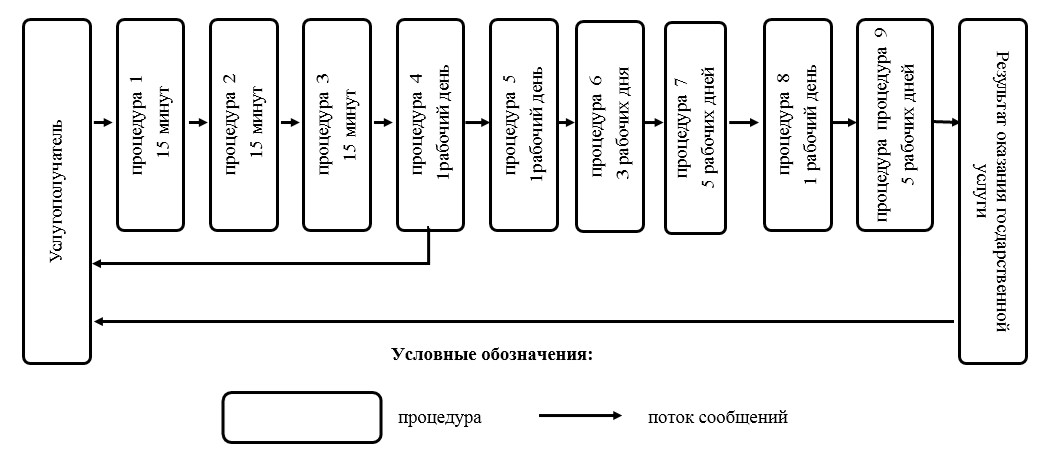 Услугополучатель
процедура 1
15 минут
процедура 2
15 минут
процедура 3
15 минут
процедура 4
1рабочий день
процедура 5
1рабочий день
процедура 6
3 рабочих дня
процедура 7
5 рабочих дней
процедура 8
1 рабочий день
процедура процедура 9
5 рабочих дней
Результат оказания государственной
услуги
Условные обозначения:
процедура
поток сообщений